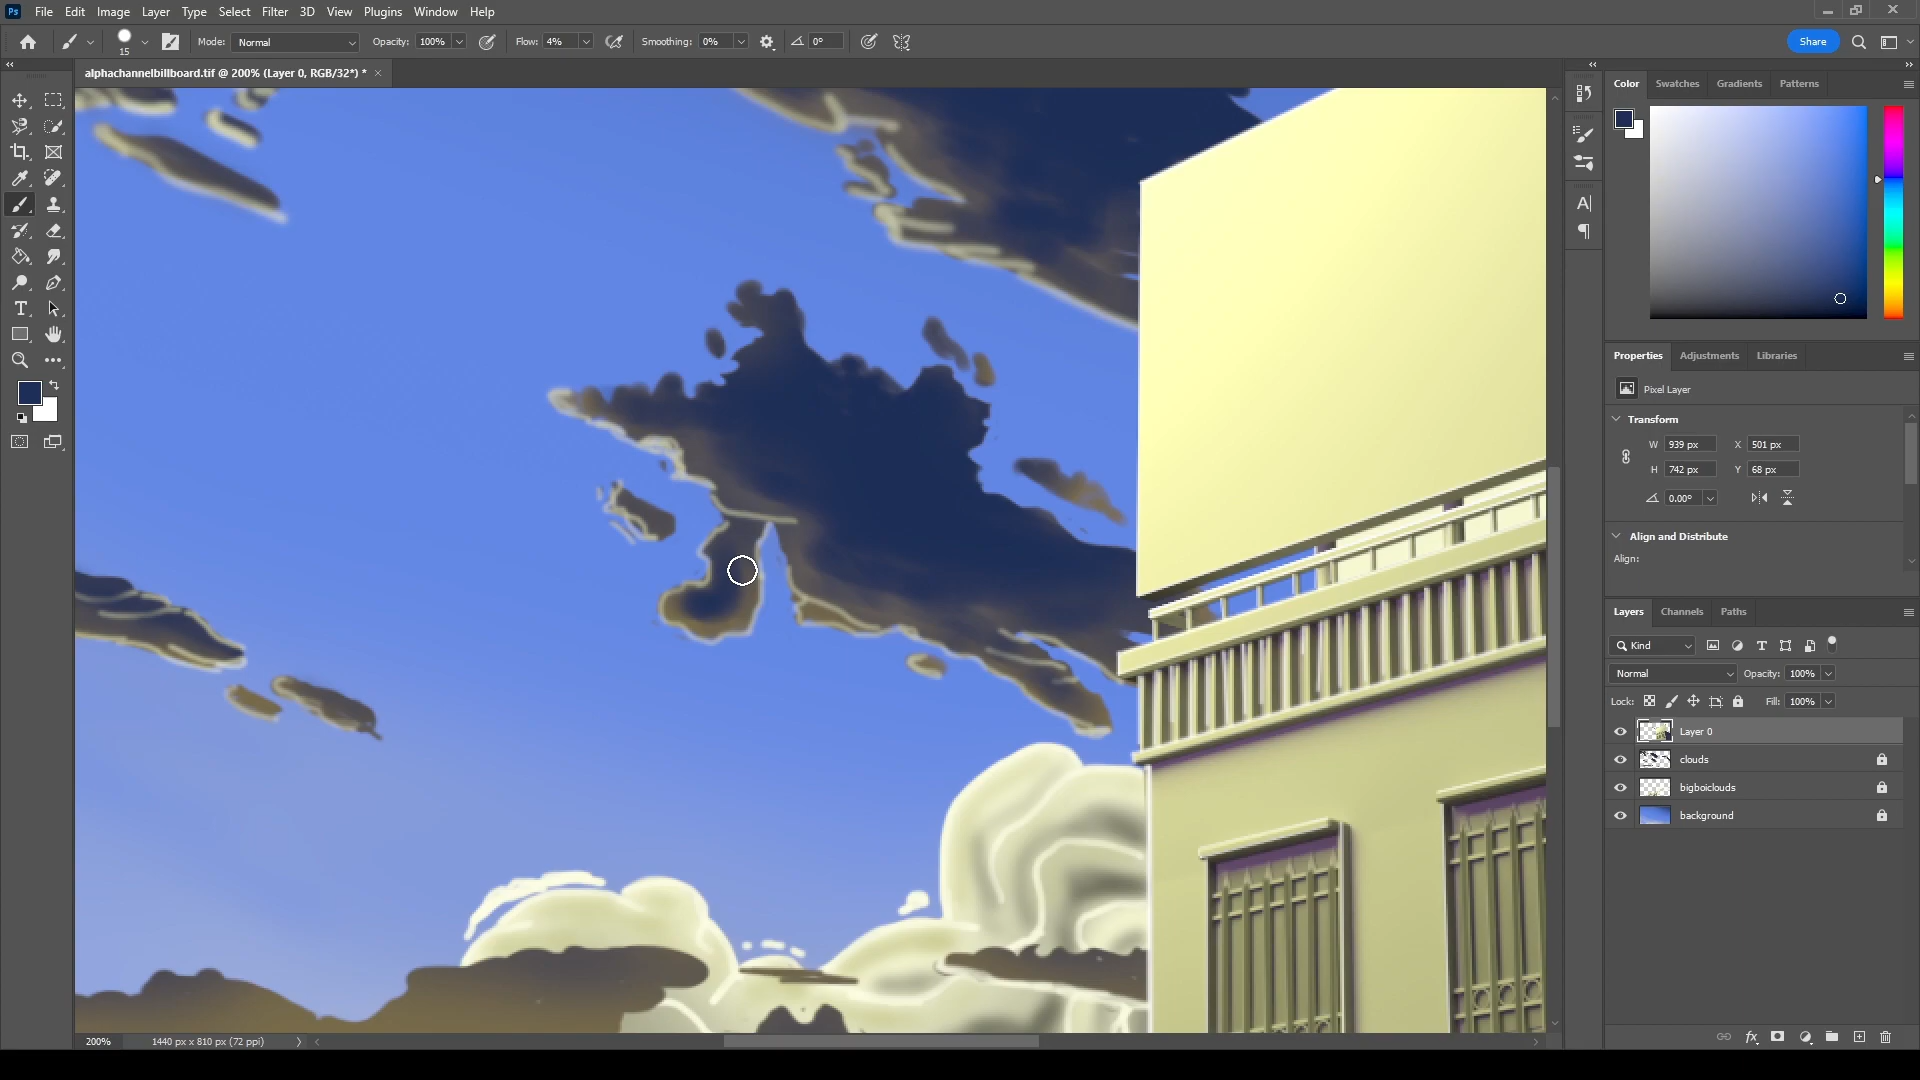 Ps File Edit Image Layer Type Select Filter 3D View Plugins Window Help
15 Mode: Normal Opacity: 100% Flow: 4% Smoothing: 0% 0° Share
alphachannelbillboard.tif @ 200% (Layer 0, RGB/32*) *
Color Swatches Gradients Patterns
Properties Adjustments Libraries
Pixel Layer
Transform
W 939 px X 501 px
H 742 px Y 68 px
0.00°
Align and Distribute
Align:
Layers Channels Paths
Kind
Normal Opacity: 100%
Lock: Fill: 100%
Layer 0
clouds
bigboiclouds
background
200% 1440 px x 810 px (72 ppi)